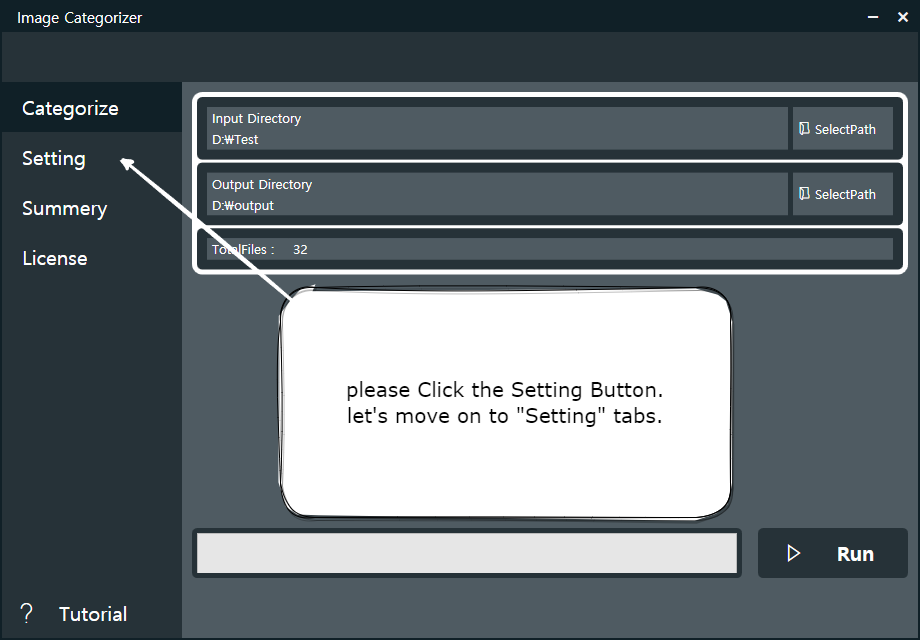 Image Categorizer
Categorize
Setting
Summery
License
Input Directory
D:₩Test
SelectPath
Output Directory
D:₩output
SelectPath
TotalFiles : 32
please Click the Setting Button.
let's move on to "Setting" tabs.
Run
? Tutorial